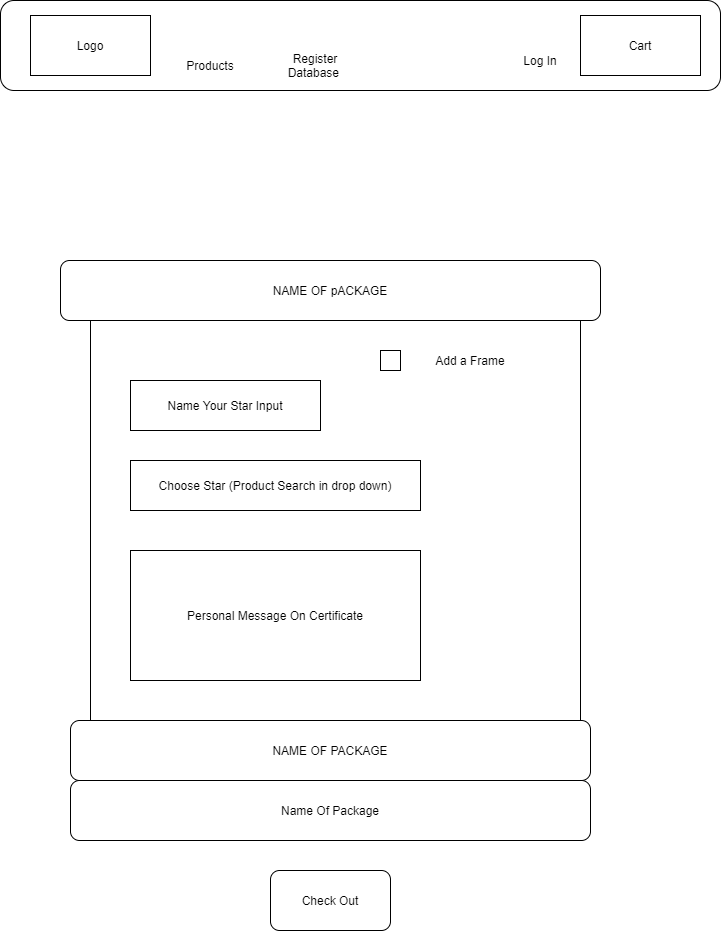 Logo
Products
Register
Database
Log In
Cart
NAME OF pACKAGE
Add a Frame
Name Your Star Input
Choose Star (Product Search in drop down)
Personal Message On Certificate
NAME OF PACKAGE
Name Of Package
Check Out